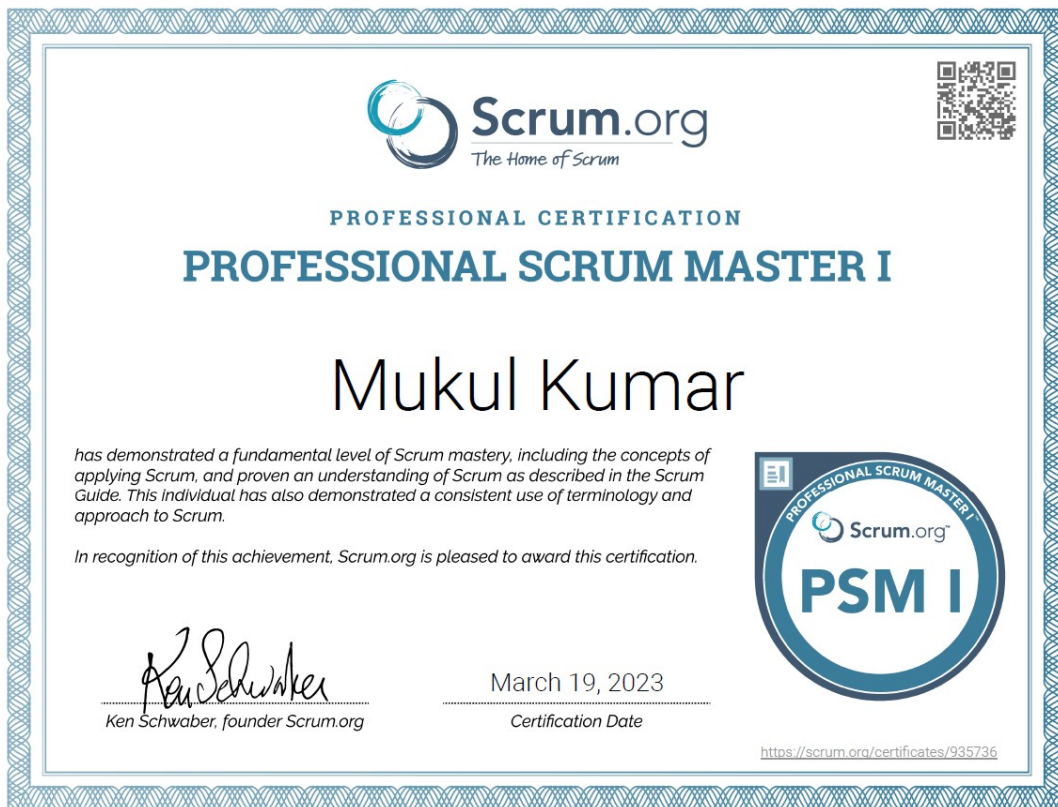 Scrum.org
The Home of Scrum
PROFESSIONAL CERTIFICATION
PROFESSIONAL SCRUM MASTER I
Mukul Kumar
has demonstrated a fundamental level of Scrum mastery, including the concepts of
applying Scrum, and proven an understanding of Scrum as described in the Scrum
Guide. This individual has also demonstrated a consistent use of terminology and
approach to Scrum.
In recognition of this achievement, Scrum.org is pleased to award this certification.
PROFESSIONAL SCRUM MASTER I™
Scrum.org™
PSM I
Ken Schwaber
Ken Schwaber, founder Scrum.org
March 19, 2023
Certification Date
https://scrum.org/certificates/935736